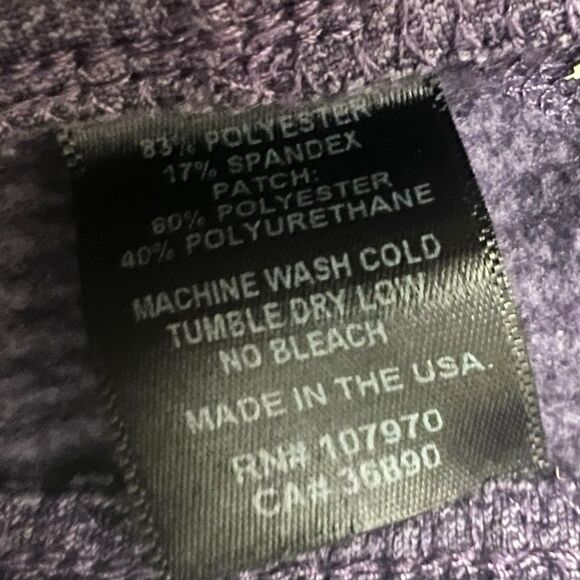 83% POLYESTER
17% SPANDEX
PATCH:
60% POLYESTER
40% POLYURETHANE
MACHINE WASH COLD
TUMBLE DRY LOW
NO BLEACH
MADE IN THE USA.
RN# 107970
CA# 36890